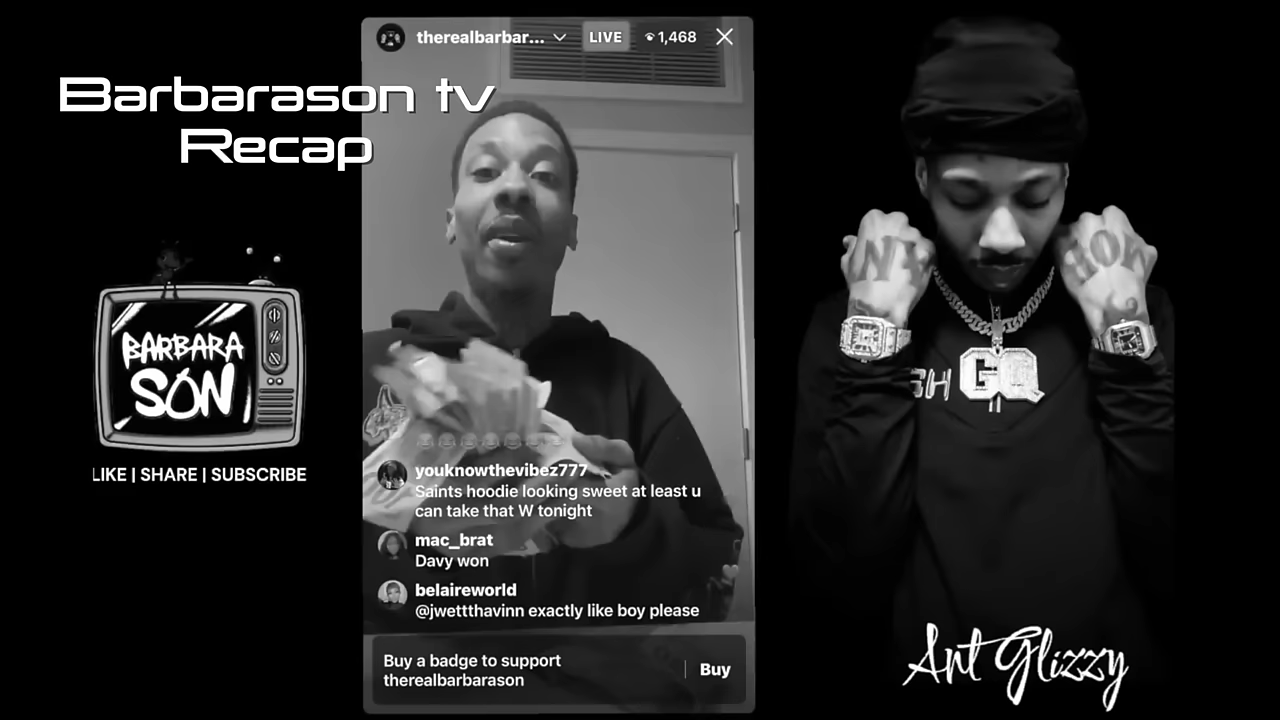 Barbarason tv
Recap
BARBARA
SON
LIKE | SHARE | SUBSCRIBE
therealbarbar...
LIVE
1,468
youknowthevibez777
Saints hoodie looking sweet at least u
can take that W tonight
mac_brat
Davy won
belaireworld
@jwettthavinn exactly like boy please
Buy a badge to support
therealbarbarason
Buy
GH
GQ
Ant Glizzy